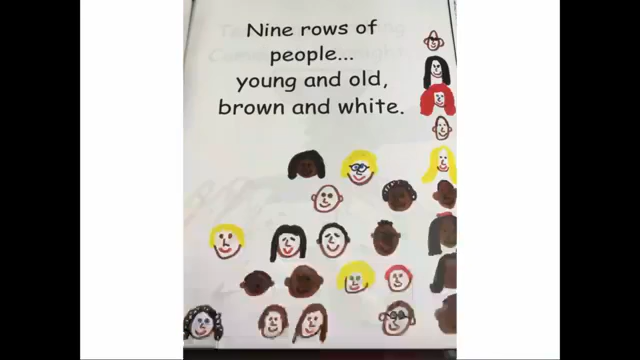 Nine rows of
people...
young and old,
brown and white.